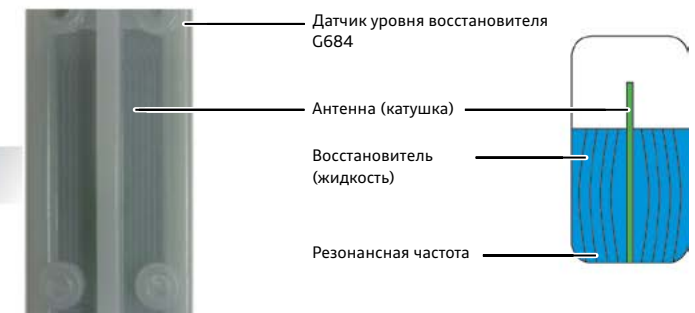 Датчик уровня восстановителя
G684
Антенна (катушка)
Восстановитель
(жидкость)
Резонансная частота